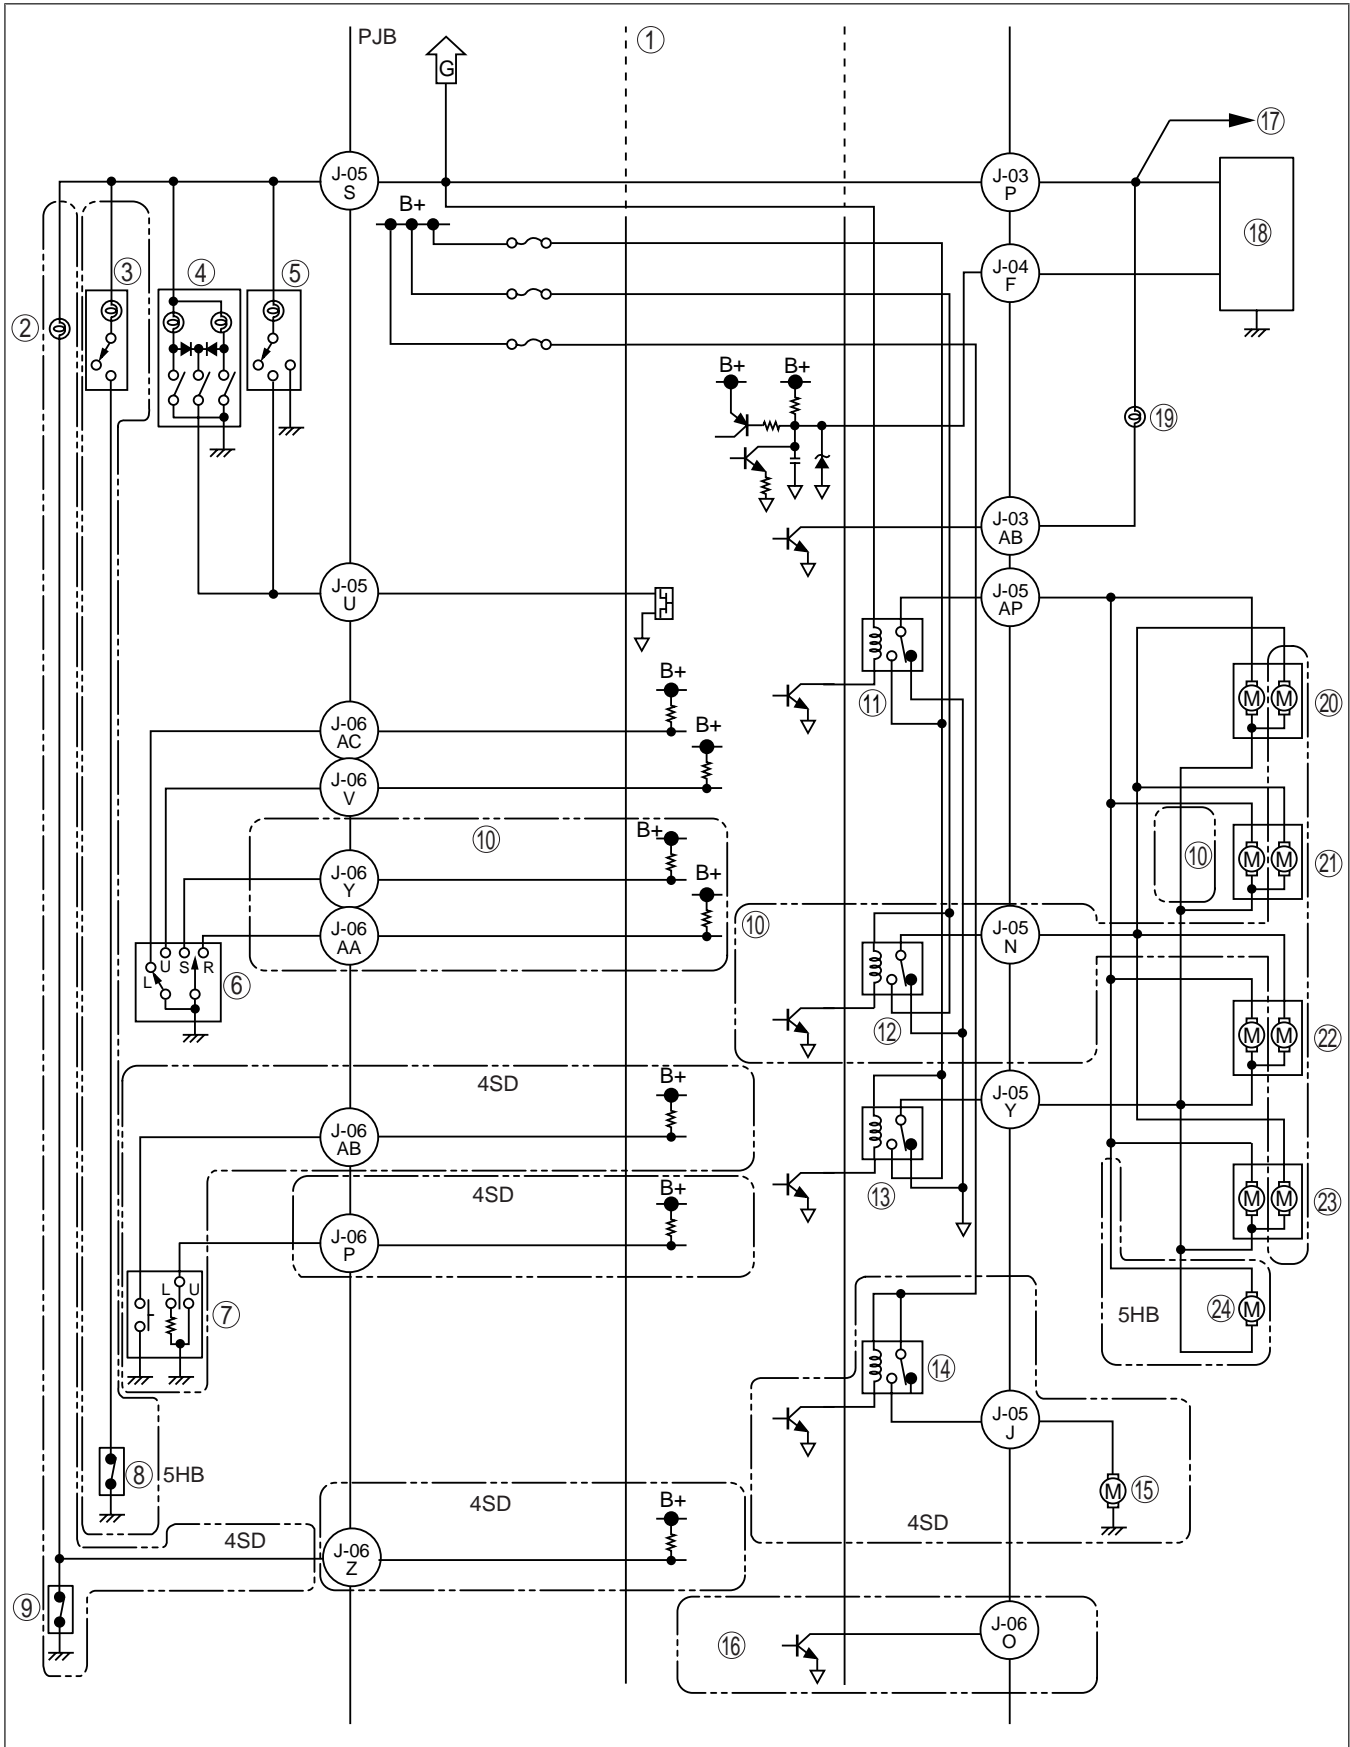 PJB
①
G
J-05
S
J-03
P
⑰
B+
⑱
③
④
⑤
J-04
F
②
B+
B+
⑲
J-03
AB
J-05
U
J-05
AP
B+
⑪
M
M
⑳
J-06
AC
B+
J-06
V
⑩
B+
⑩
M
M
㉑
J-06
Y
B+
⑩
J-05
N
J-06
AA
U
S
R
L
⑥
⑫
M
M
㉒
4SD
B+
J-05
Y
J-06
AB
4SD
B+
⑬
M
M
㉓
J-06
P
L
U
⑦
5HB
㉔
M
⑭
J-05
J
⑧
5HB
M
⑮
4SD
B+
4SD
4SD
J-06
Z
⑨
⑯
J-06
O